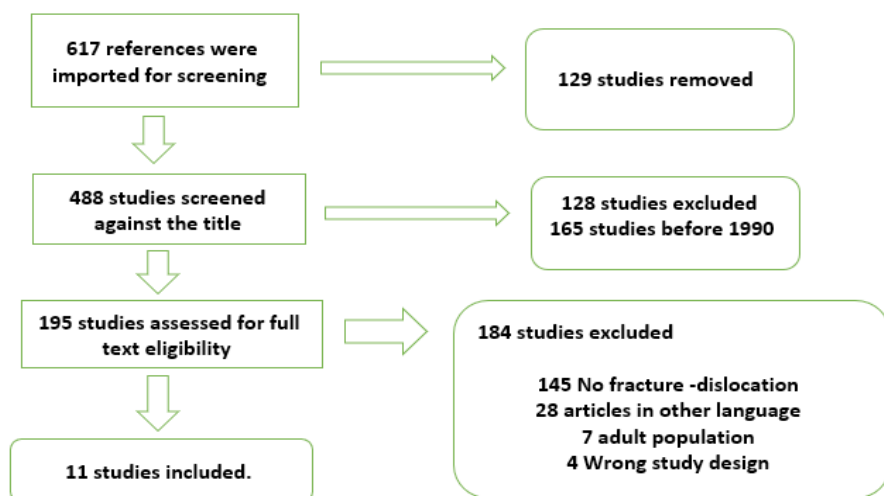 617 references were
imported for screening
129 studies removed
488 studies screened
against the title
128 studies excluded
165 studies before 1990
195 studies assessed for full
text eligibility
184 studies excluded
145 No fracture -dislocation
28 articles in other language
7 adult population
4 Wrong study design
11 studies included.